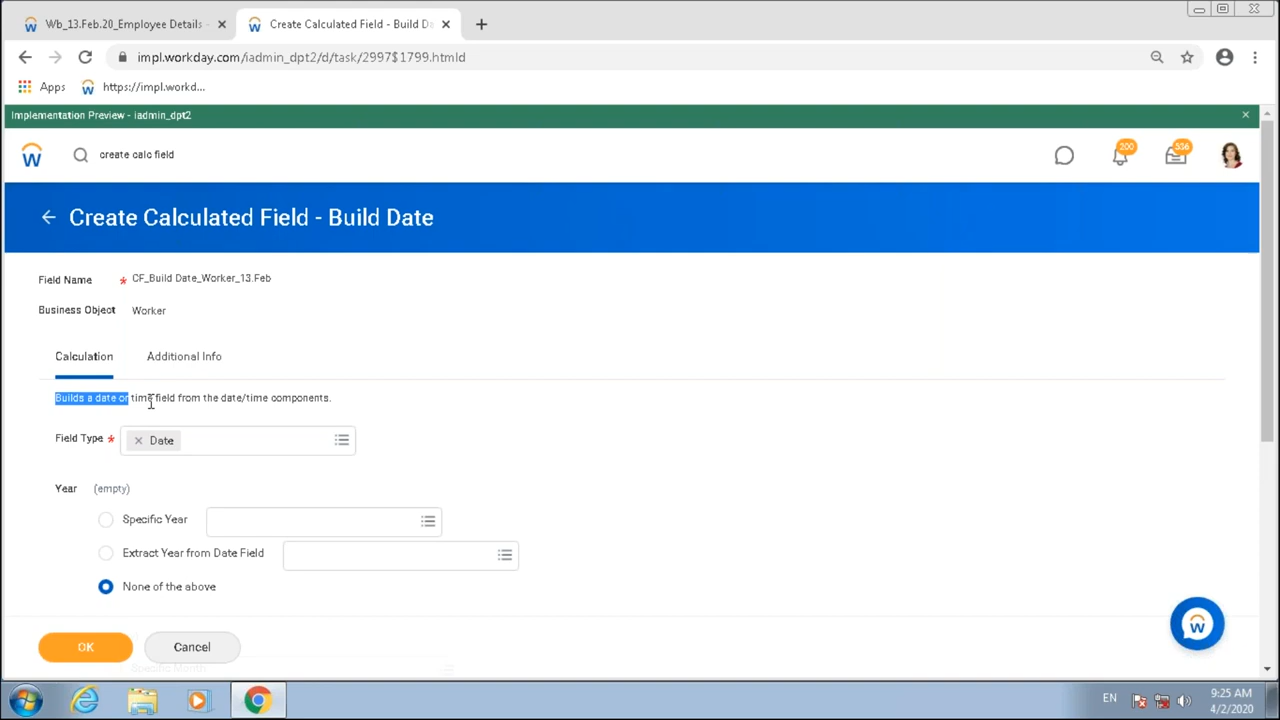 Wb_13.Feb.20_Employee Details -
Create Calculated Field - Build D
impl.workday.com/iadmin_dpt2/d/task/2997$1799.htmld
Apps
https://impl.workd...
Implementation Preview - iadmin_dpt2
create calc field
200
536
Create Calculated Field - Build Date
Field Name * CF_Build Date_Worker_13.Feb
Business Object Worker
Calculation Additional Info
Builds a date or time field from the date/time components.
Field Type * Date
Year (empty)
Specific Year
Extract Year from Date Field
None of the above
OK
Cancel
Specific Month
EN
9:25 AM
4/2/2020